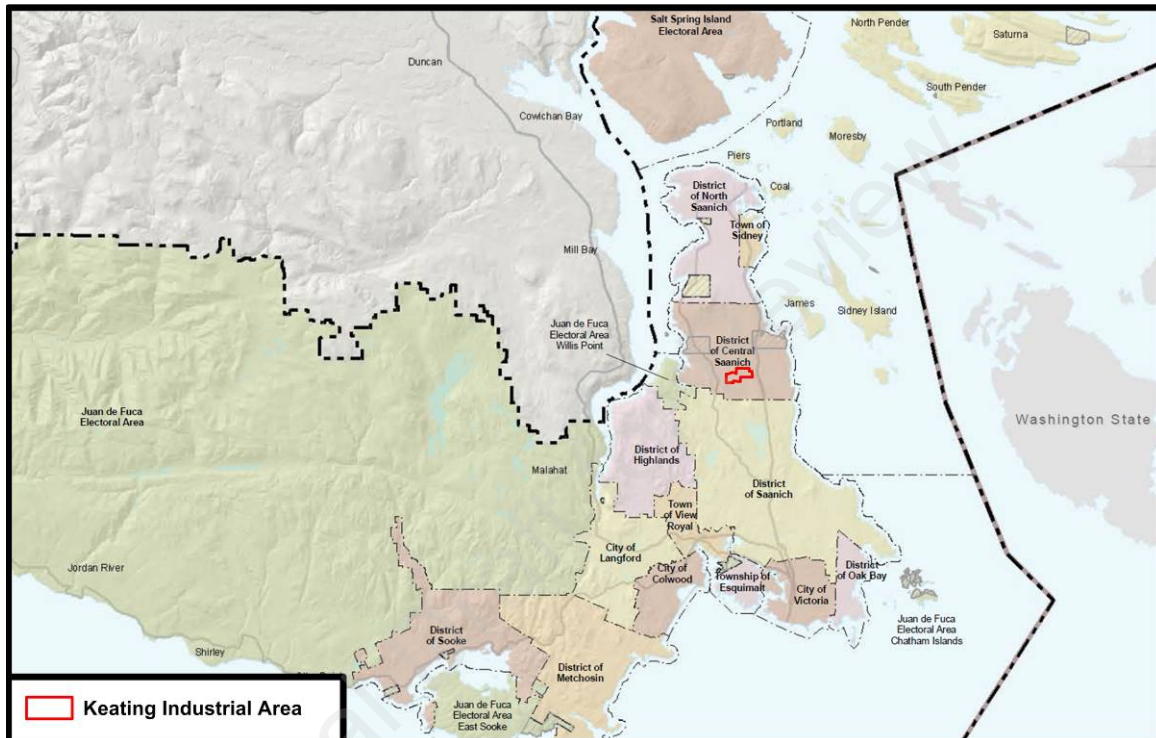 Salt Spring Island
Electoral Area
North Pender
Saturna
Duncan
South Pender
Cowichan Bay
Portland
Moresby
Piers
Coal
District
of North
Saanich
Town of
Sidney
Mill Bay
James
Sidney Island
Juan de Fuca
Electoral Area
Willis Point
District
of Central
Saanich
Juan de Fuca
Electoral Area
Washington State
District of
Highlands
Malahat
District
of Saanich
Town
of View
Royal
City of
Langford
Jordan River
City of
Colwood
Township of
Esquimalt
City of
Victoria
District
of Oak Bay
Juan de Fuca
Electoral Area
Chatham Islands
District
of Sooke
Shirley
District of
Metchosin
Juan de Fuca
Electoral Area
East Sooke
Keating Industrial Area
review